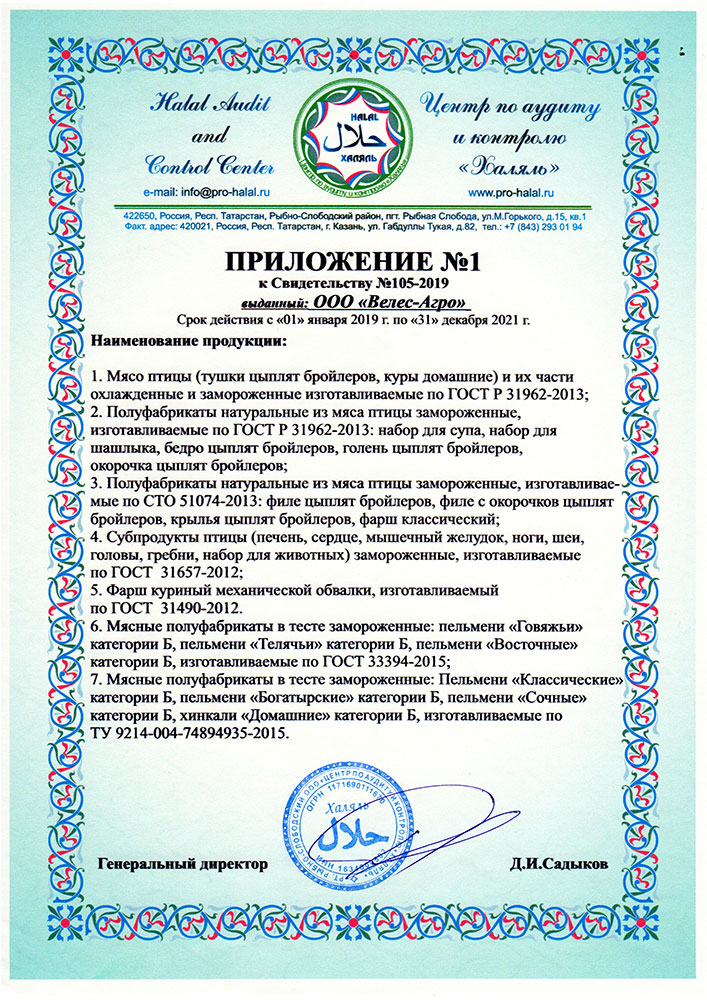 Halal Audit
and
Control Center
e-mail: info@pro-halal.ru
HALAL
حلال
ХАЛЯЛЬ
Центр по аудиту и контролю «Халяль»
Центр по аудиту
и контролю
«Халяль»
www.pro-halal.ru
422650, Россия, Респ. Татарстан, Рыбно-Слободский район, пгт. Рыбная Слобода, ул.М.Горького, д.15, кв.1
Факт. адрес: 420021, Россия, Респ. Татарстан, г. Казань, ул. Габдуллы Тукая, д.82, тел.: +7 (843) 293 01 94
ПРИЛОЖЕНИЕ №1
к Свидетельству №105-2019
выданный: ООО «Велес-Агро»
Срок действия с «01» января 2019 г. по «31» декабря 2021 г.
Наименование продукции:
1. Мясо птицы (тушки цыплят бройлеров, куры домашние) и их части
охлажденные и замороженные изготавливаемые по ГОСТ Р 31962-2013;
2. Полуфабрикаты натуральные из мяса птицы замороженные,
изготавливаемые по ГОСТ Р 31962-2013: набор для супа, набор для
шашлыка, бедро цыплят бройлеров, голень цыплят бройлеров,
окорочка цыплят бройлеров;
3. Полуфабрикаты натуральные из мяса птицы замороженные, изготавливае-
мые по СТО 51074-2013: филе цыплят бройлеров, филе с окорочков цыплят
бройлеров, крылья цыплят бройлеров, фарш классический;
4. Субпродукты птицы (печень, сердце, мышечный желудок, ноги, шеи,
головы, гребни, набор для животных) замороженные, изготавливаемые
по ГОСТ 31657-2012;
5. Фарш куриный механической обвалки, изготавливаемый
по ГОСТ 31490-2012.
6. Мясные полуфабрикаты в тесте замороженные: пельмени «Говяжьи»
категории Б, пельмени «Телячьи» категории Б, пельмени «Восточные»
категории Б, изготавливаемые по ГОСТ 33394-2015;
7. Мясные полуфабрикаты в тесте замороженные: Пельмени «Классические»
категории Б, пельмени «Богатырские» категории Б, пельмени «Сочные»
категории Б, хинкали «Домашние» категории Б, изготавливаемые по
ТУ 9214-004-74894935-2015.
Халяль
حلال
Генеральный директор
Д.И.Садыков